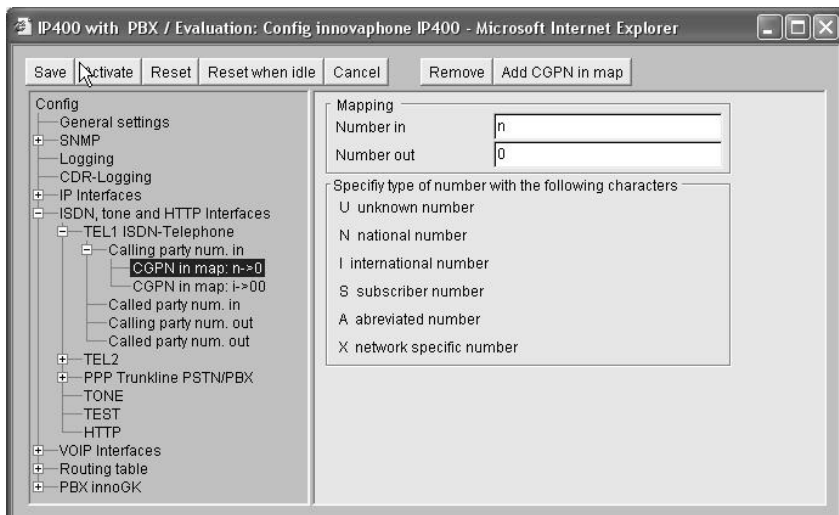 IP400 with PBX / Evaluation: Config innovaphone IP400 - Microsoft Internet Explorer
Save Activate Reset Reset when idle Cancel Remove Add CGPN in map
Config
General settings
SNMP
Logging
CDR-Logging
IP Interfaces
ISDN, tone and HTTP Interfaces
TEL1 ISDN-Telephone
Calling party num. in
CGPN in map: n->0
CGPN in map: i->00
Called party num. in
Calling party num. out
Called party num. out
TEL2
PPP Trunkline PSTN/PBX
TONE
TEST
HTTP
VOIP Interfaces
Routing table
PBX innoGK
Mapping
Number in n
Number out 0
Specifiy type of number with the following characters
U unknown number
N national number
I international number
S subscriber number
A abreviated number
X network specific number